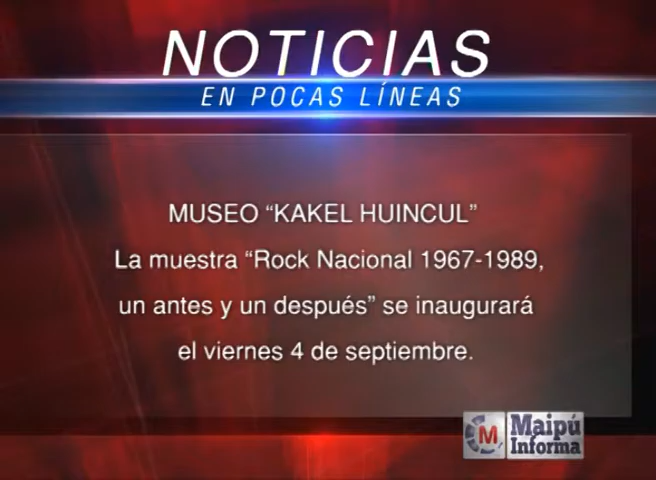 NOTICIAS
EN POCAS LÍNEAS
MUSEO “KAKEL HUINCUL”
La muestra “Rock Nacional 1967-1989,
un antes y un después” se inaugurará
el viernes 4 de septiembre.
M Maipú
Informa